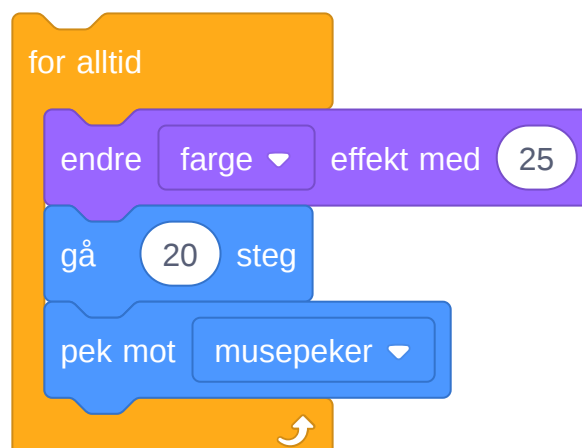 for alltid
endre farge effekt med 25
gå 20 steg
pek mot musepeker